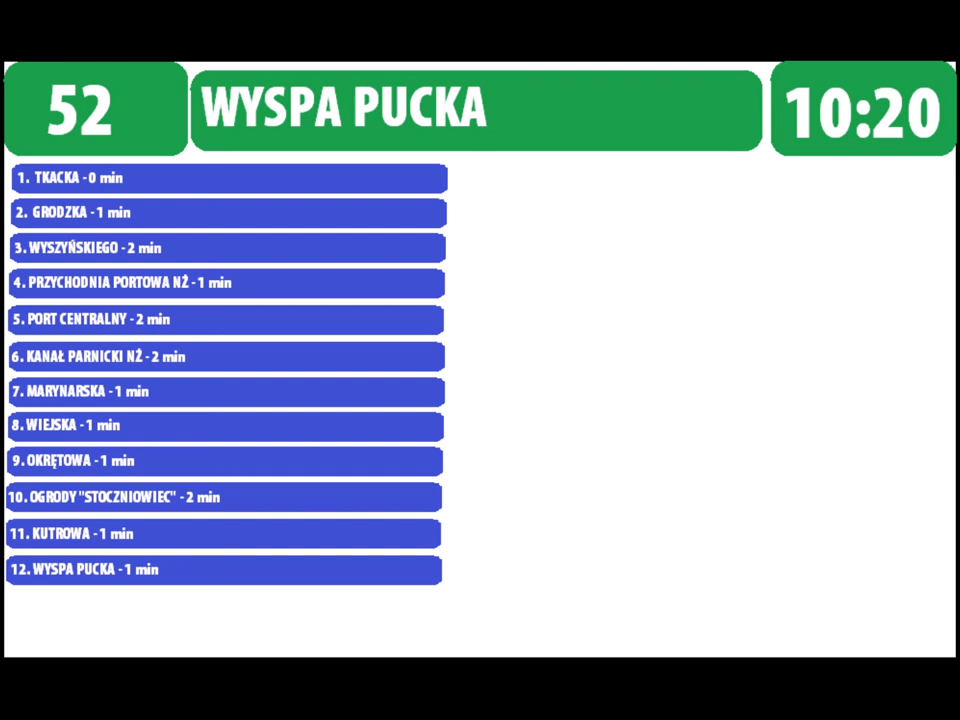 52
WYSPA PUCKA
10:20
1. TKACKA - 0 min
2. GRODZKA - 1 min
3. WYSZYŃSKIEGO - 2 min
4. PRZYCHODNIA PORTOWA NŻ - 1 min
5. PORT CENTRALNY - 2 min
6. KANAŁ PARNICKI NŻ - 2 min
7. MARYNARSKA - 1 min
8. WIEJSKA - 1 min
9. OKRĘTOWA - 1 min
10. OGRODY "STOCZNIOWIEC" - 2 min
11. KUTROWA - 1 min
12. WYSPA PUCKA - 1 min